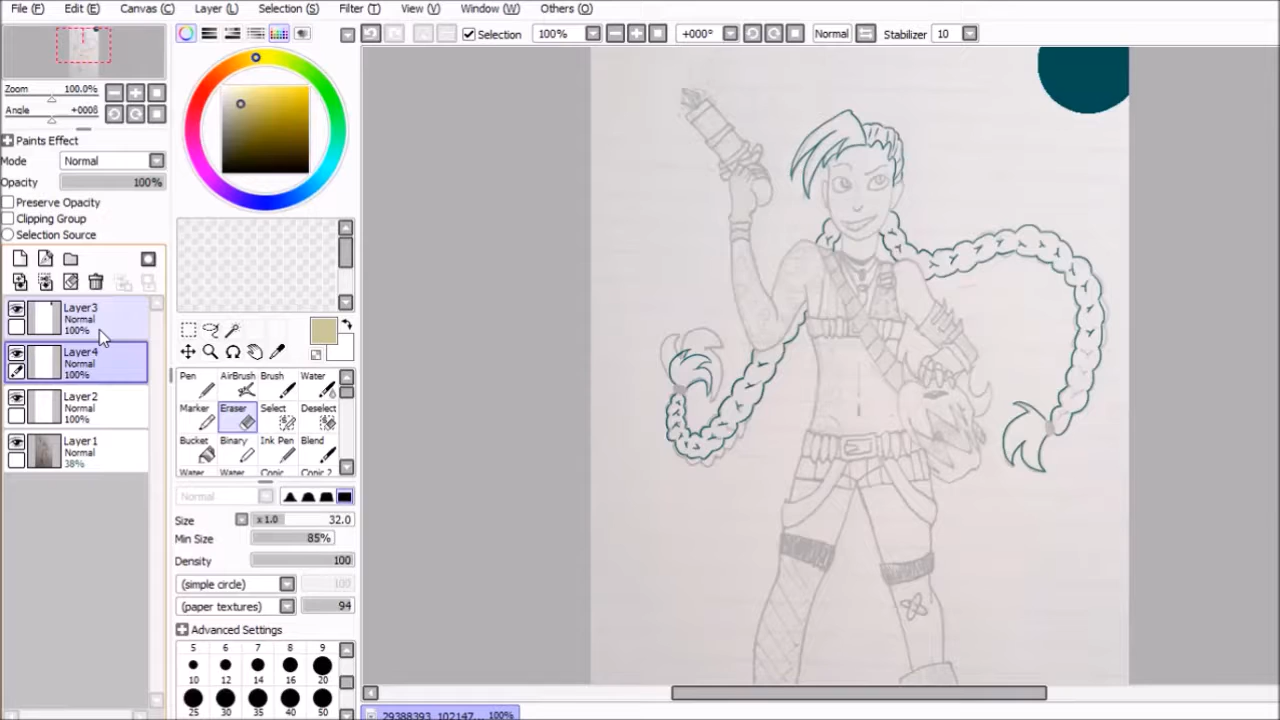 File (F) Edit (E) Canvas (C) Layer (L) Selection (S) Filter (T) View (V) Window (W) Others (O)
Selection 100% +000° Normal Stabilizer 10
Zoom 100.0%
Angle +000
Paints Effect
Mode Normal
Opacity 100%
Preserve Opacity
Clipping Group
Selection Source
Layer3
Normal
100%
Layer4
Normal
100%
Layer2
Normal
100%
Layer1
Normal
38%
Pen AirBrush Brush Water
Marker Eraser Select Deselect
Bucket Binary Ink Pen Blend
Water Water Copic Copic 2
Normal
Size x 1.0 32.0
Min Size 85%
Density 100
(simple circle) 100
(paper textures) 94
Advanced Settings
5 6 7 8 9
10 12 14 16 20
25 30 35 40 50
29388393_102147... 100%